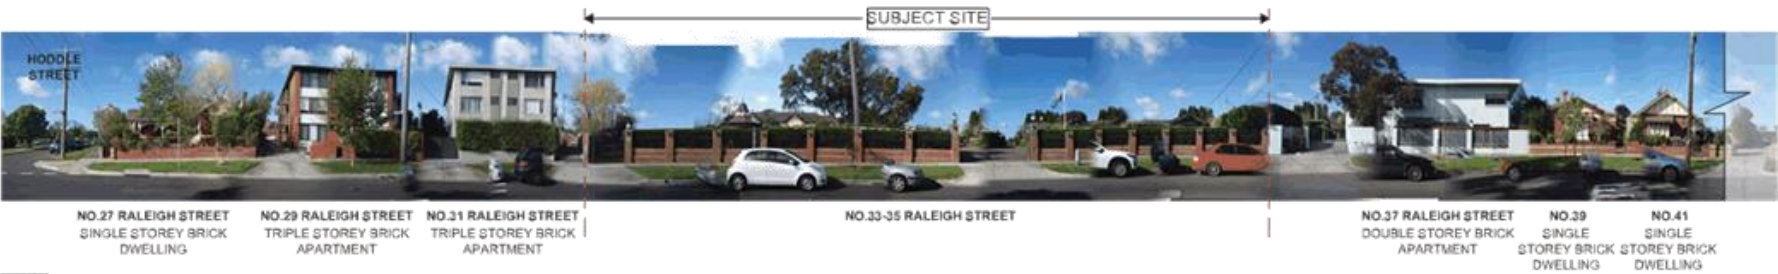 SUBJECT SITE
HODDLE
STREET
NO.27 RALEIGH STREET
SINGLE STOREY BRICK
DWELLING
NO.29 RALEIGH STREET
TRIPLE STOREY BRICK
APARTMENT
NO.31 RALEIGH STREET
TRIPLE STOREY BRICK
APARTMENT
NO.33-35 RALEIGH STREET
NO.37 RALEIGH STREET
DOUBLE STOREY BRICK
APARTMENT
NO.39
SINGLE
STOREY BRICK
DWELLING
NO.41
SINGLE
STOREY BRICK
DWELLING